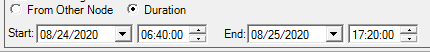 From Other Node Duration
Start: 08/24/2020 06:40:00 End: 08/25/2020 17:20:00